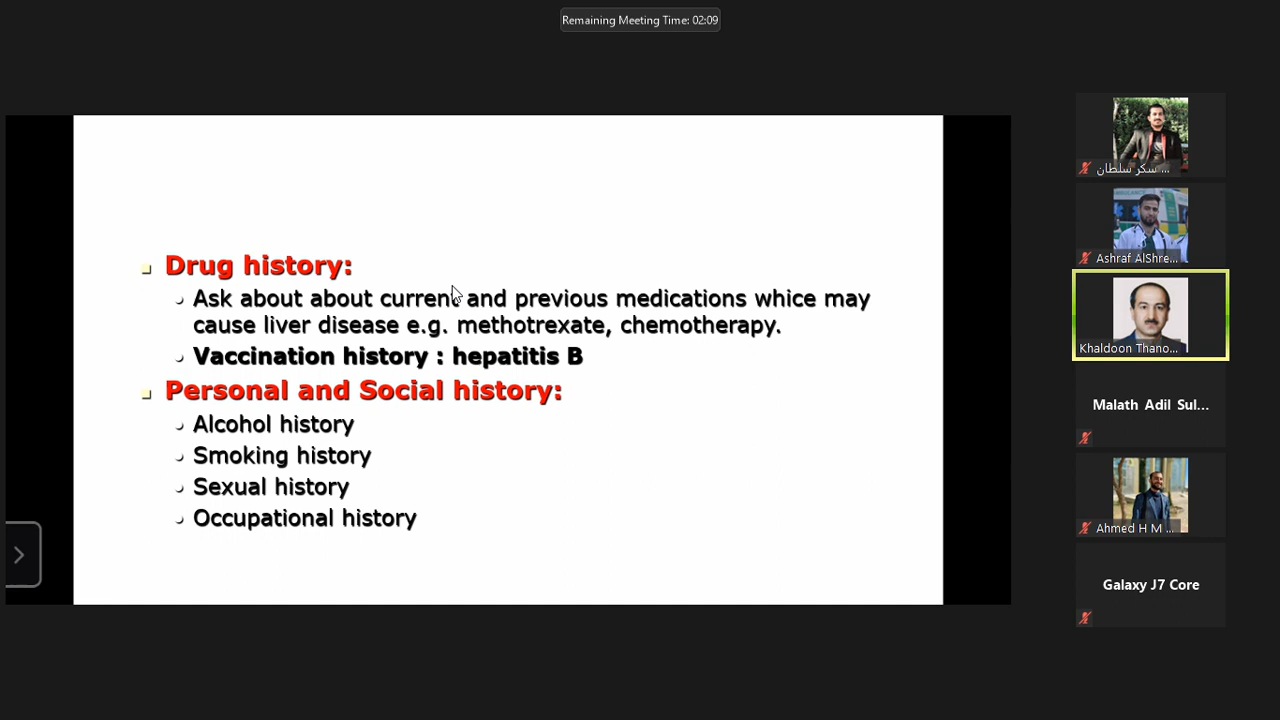 Remaining Meeting Time: 02:09
Drug history:
Ask about about current and previous medications whice may
cause liver disease e.g. methotrexate, chemotherapy.
Vaccination history : hepatitis B
Personal and Social history:
Alcohol history
Smoking history
Sexual history
Occupational history
سكر سلطان ...
Ashraf AlShre...
Khaldoon Thano...
Malath Adil Sul...
Ahmed H M ...
Galaxy J7 Core